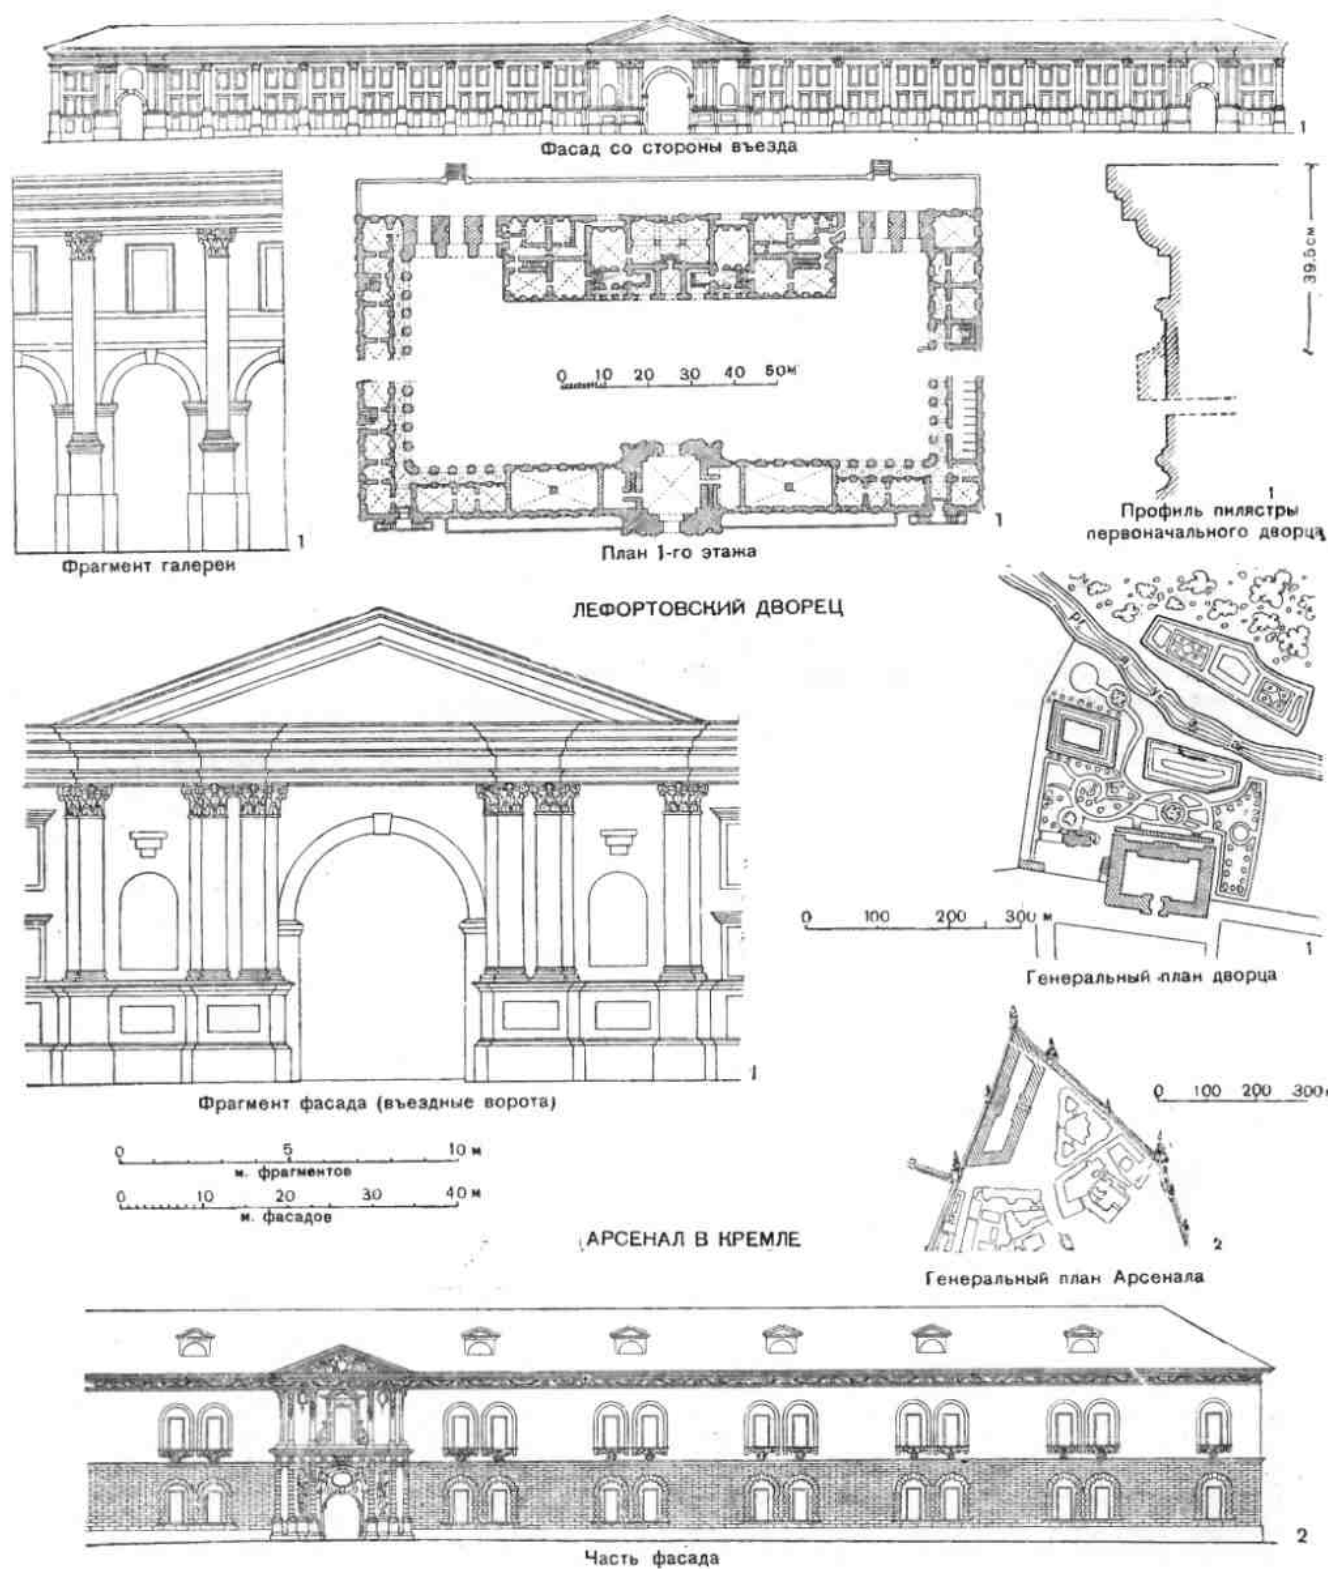 1
Фасад со стороны въезда
39.5см
0 10 20 30 40 50м
1
Фрагмент галереи
1
План 1-го этажа
1
Профиль пилястры
первоначального дворца
ЛЕФОРТОВСКИЙ ДВОРЕЦ
0 100 200 300 м
1
Генеральный план дворца
1
Фрагмент фасада (въездные ворота)
0 5 10 м
м. фрагментов
0 10 20 30 40 м
м. фасадов
0 100 200 300
АРСЕНАЛ В КРЕМЛЕ
2
Генеральный план Арсенала
2
Часть фасада